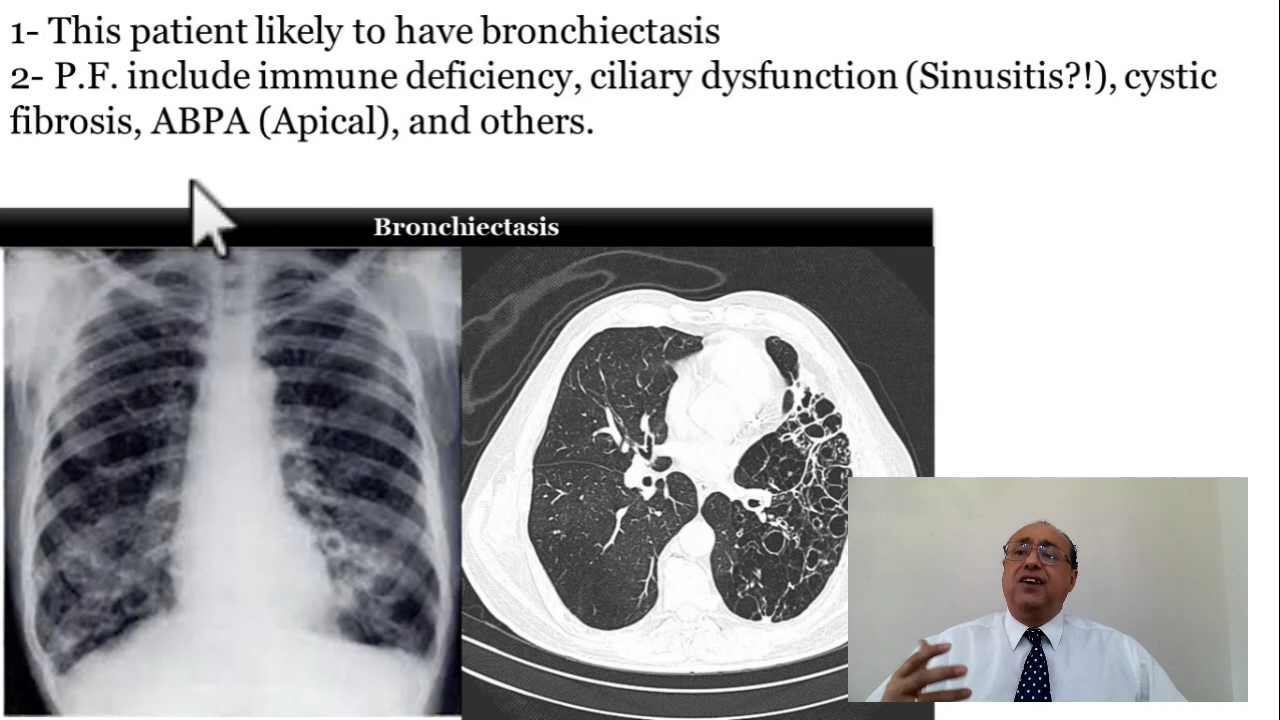 1- This patient likely to have bronchiectasis
2- P.F. include immune deficiency, ciliary dysfunction (Sinusitis?!), cystic
fibrosis, ABPA (Apical), and others.
Bronchiectasis